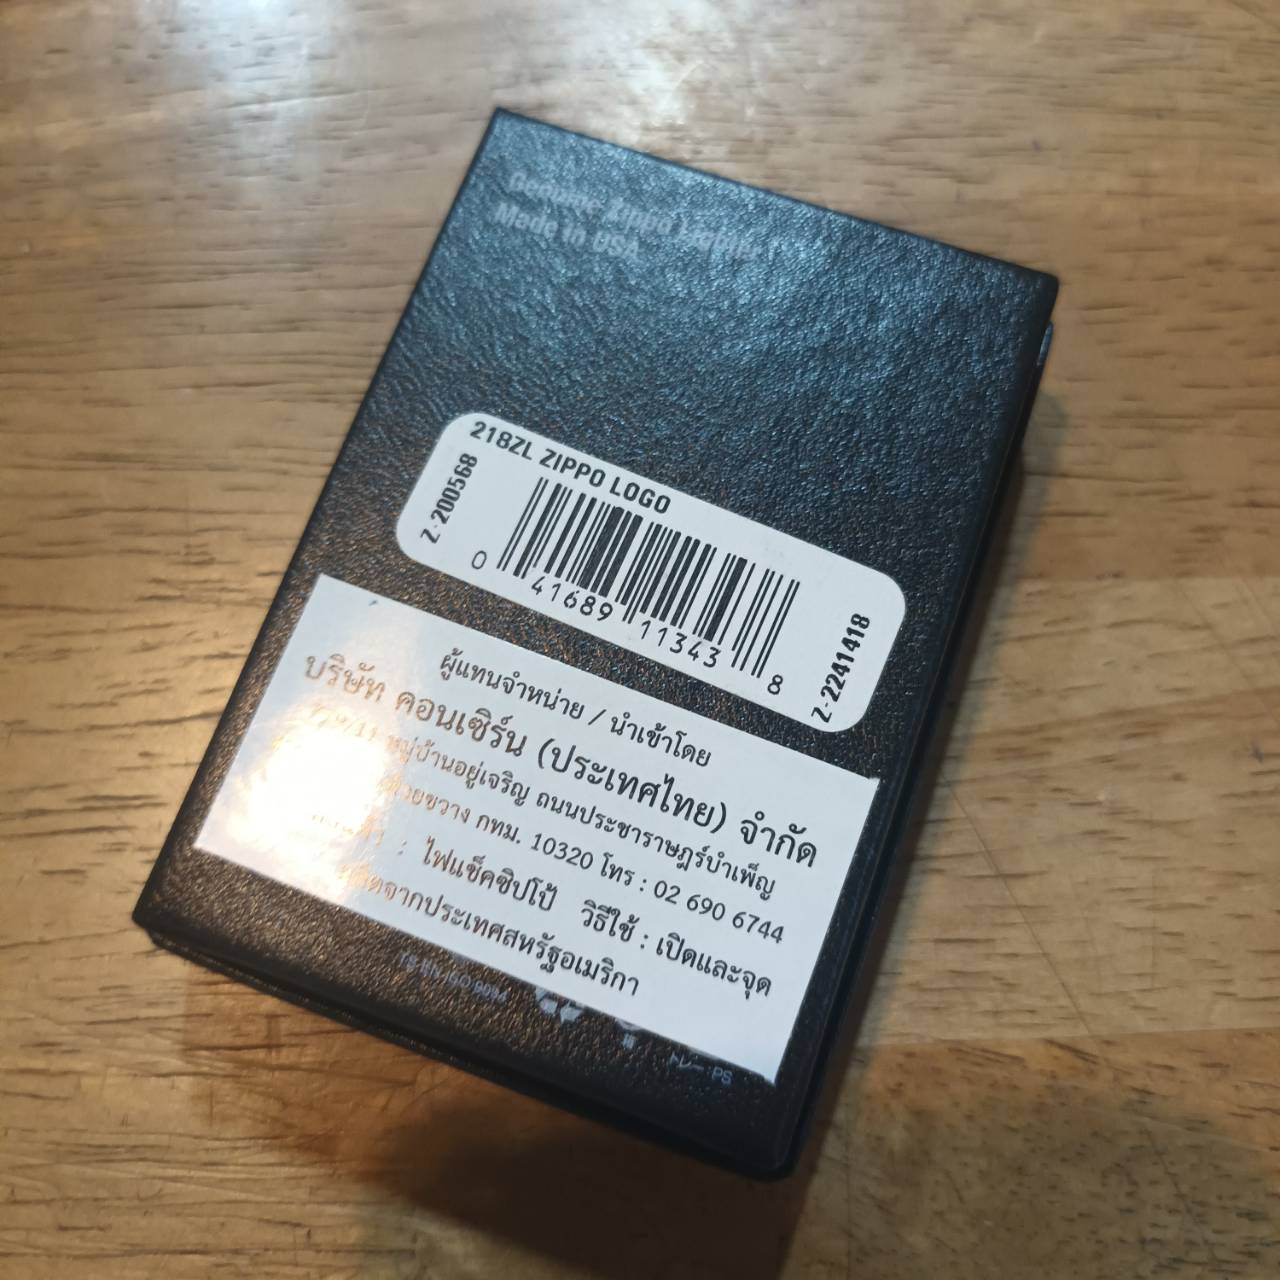 Genuine Zippo Lighter
Made in USA
218ZL ZIPPO LOGO
Z-200568
0 41689 11343 8
Z-2241418
ผู้แทนจำหน่าย / นำเข้าโดย
บริษัท คอนเซิร์น (ประเทศไทย) จำกัด
หมู่บ้านอยู่เจริญ ถนนประชาราษฎร์บำเพ็ญ
ห้วยขวาง กทม. 10320 โทร : 02 690 6744
: ไฟแช็คซิปโป้ วิธีใช้ : เปิดและจุด
ผลิตจากประเทศสหรัฐอเมริกา
トレー: PS